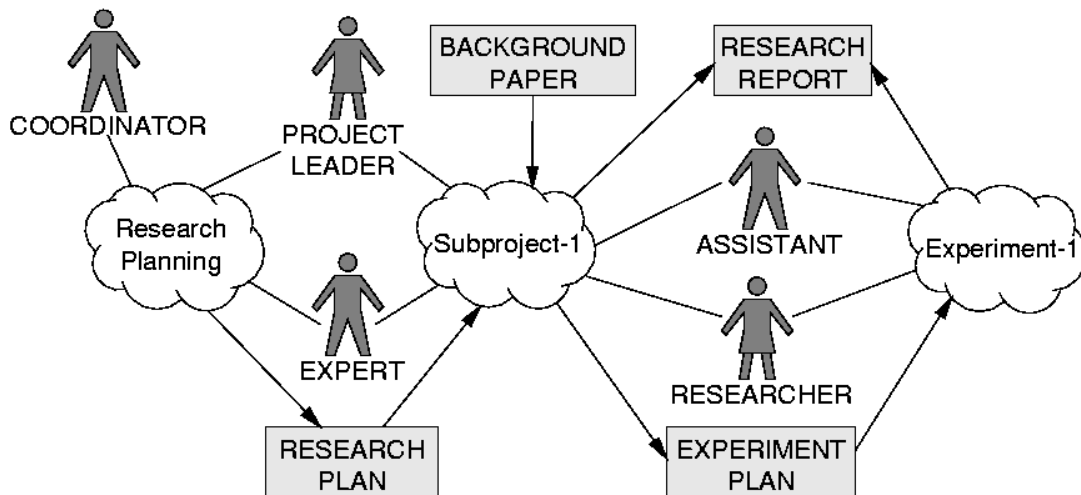 COORDINATOR
PROJECT
LEADER
BACKGROUND
PAPER
RESEARCH
REPORT
Research
Planning
Subproject-1
ASSISTANT
Experiment-1
EXPERT
RESEARCHER
RESEARCH
PLAN
EXPERIMENT
PLAN